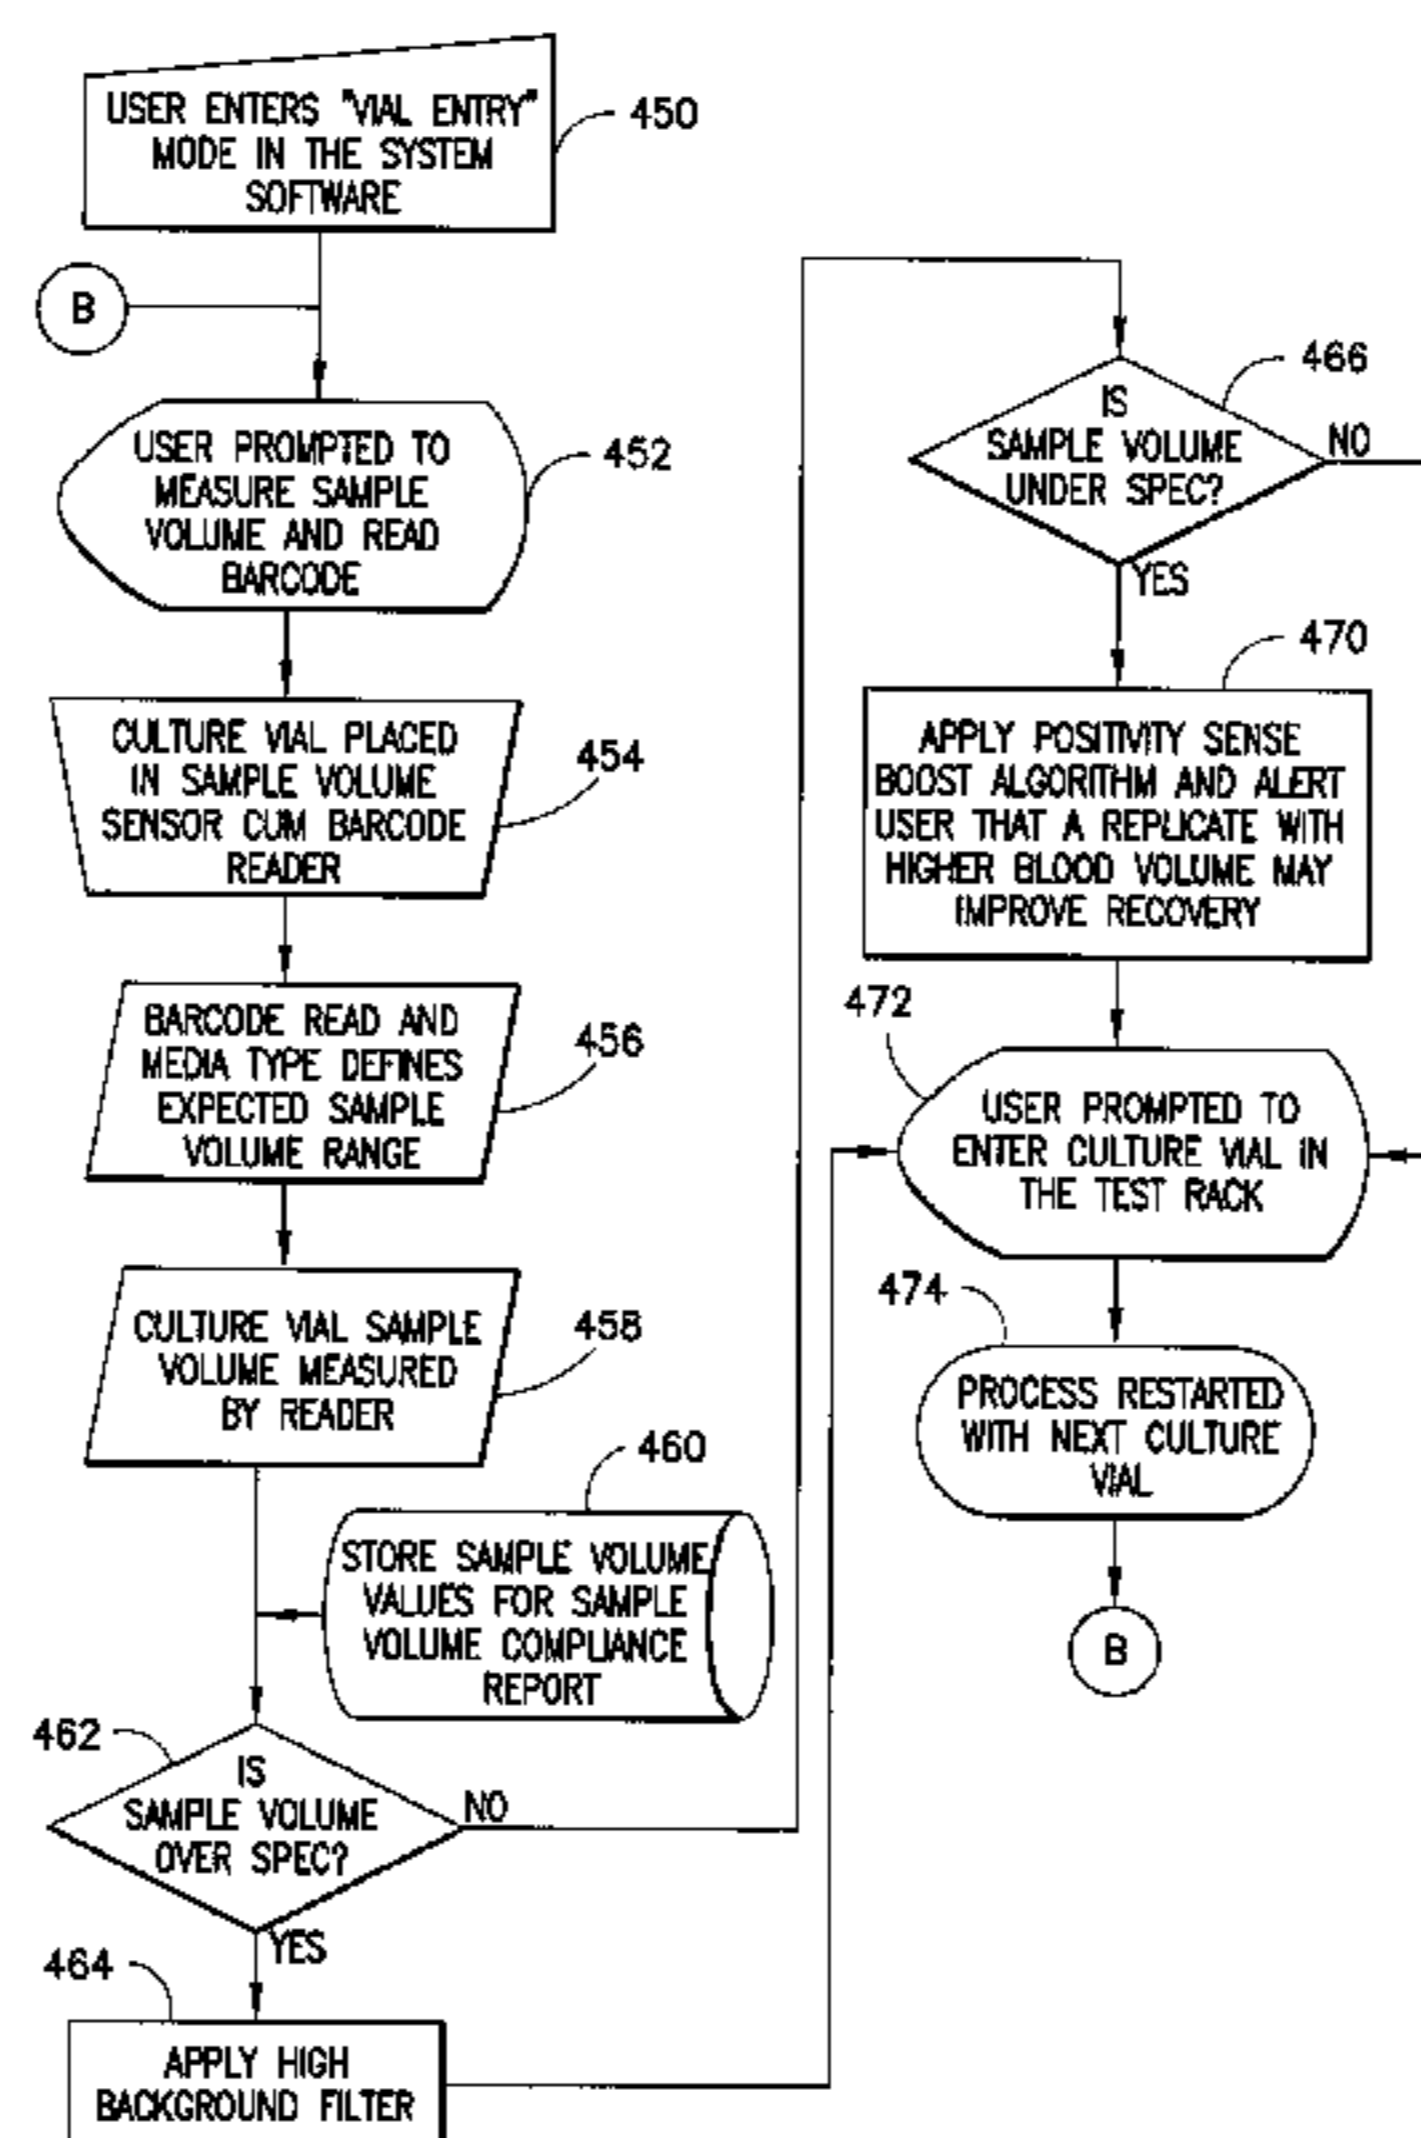 USER ENTERS "VIAL ENTRY"
MODE IN THE SYSTEM
SOFTWARE
450
B
USER PROMPTED TO
MEASURE SAMPLE
VOLUME AND READ
BARCODE
452
CULTURE VIAL PLACED
IN SAMPLE VOLUME
SENSOR CUM BARCODE
READER
454
BARCODE READ AND
MEDIA TYPE DEFINES
EXPECTED SAMPLE
VOLUME RANGE
456
CULTURE VIAL SAMPLE
VOLUME MEASURED
BY READER
458
460
STORE SAMPLE VOLUME
VALUES FOR SAMPLE
VOLUME COMPLIANCE
REPORT
462
IS
SAMPLE VOLUME
OVER SPEC?
NO
YES
464
APPLY HIGH
BACKGROUND FILTER
466
IS
SAMPLE VOLUME
UNDER SPEC?
NO
YES
470
APPLY POSITIVITY SENSE
BOOST ALGORITHM AND ALERT
USER THAT A REPLICATE WITH
HIGHER BLOOD VOLUME MAY
IMPROVE RECOVERY
472
USER PROMPTED TO
ENTER CULTURE VIAL IN
THE TEST RACK
474
PROCESS RESTARTED
WITH NEXT CULTURE
VIAL
B